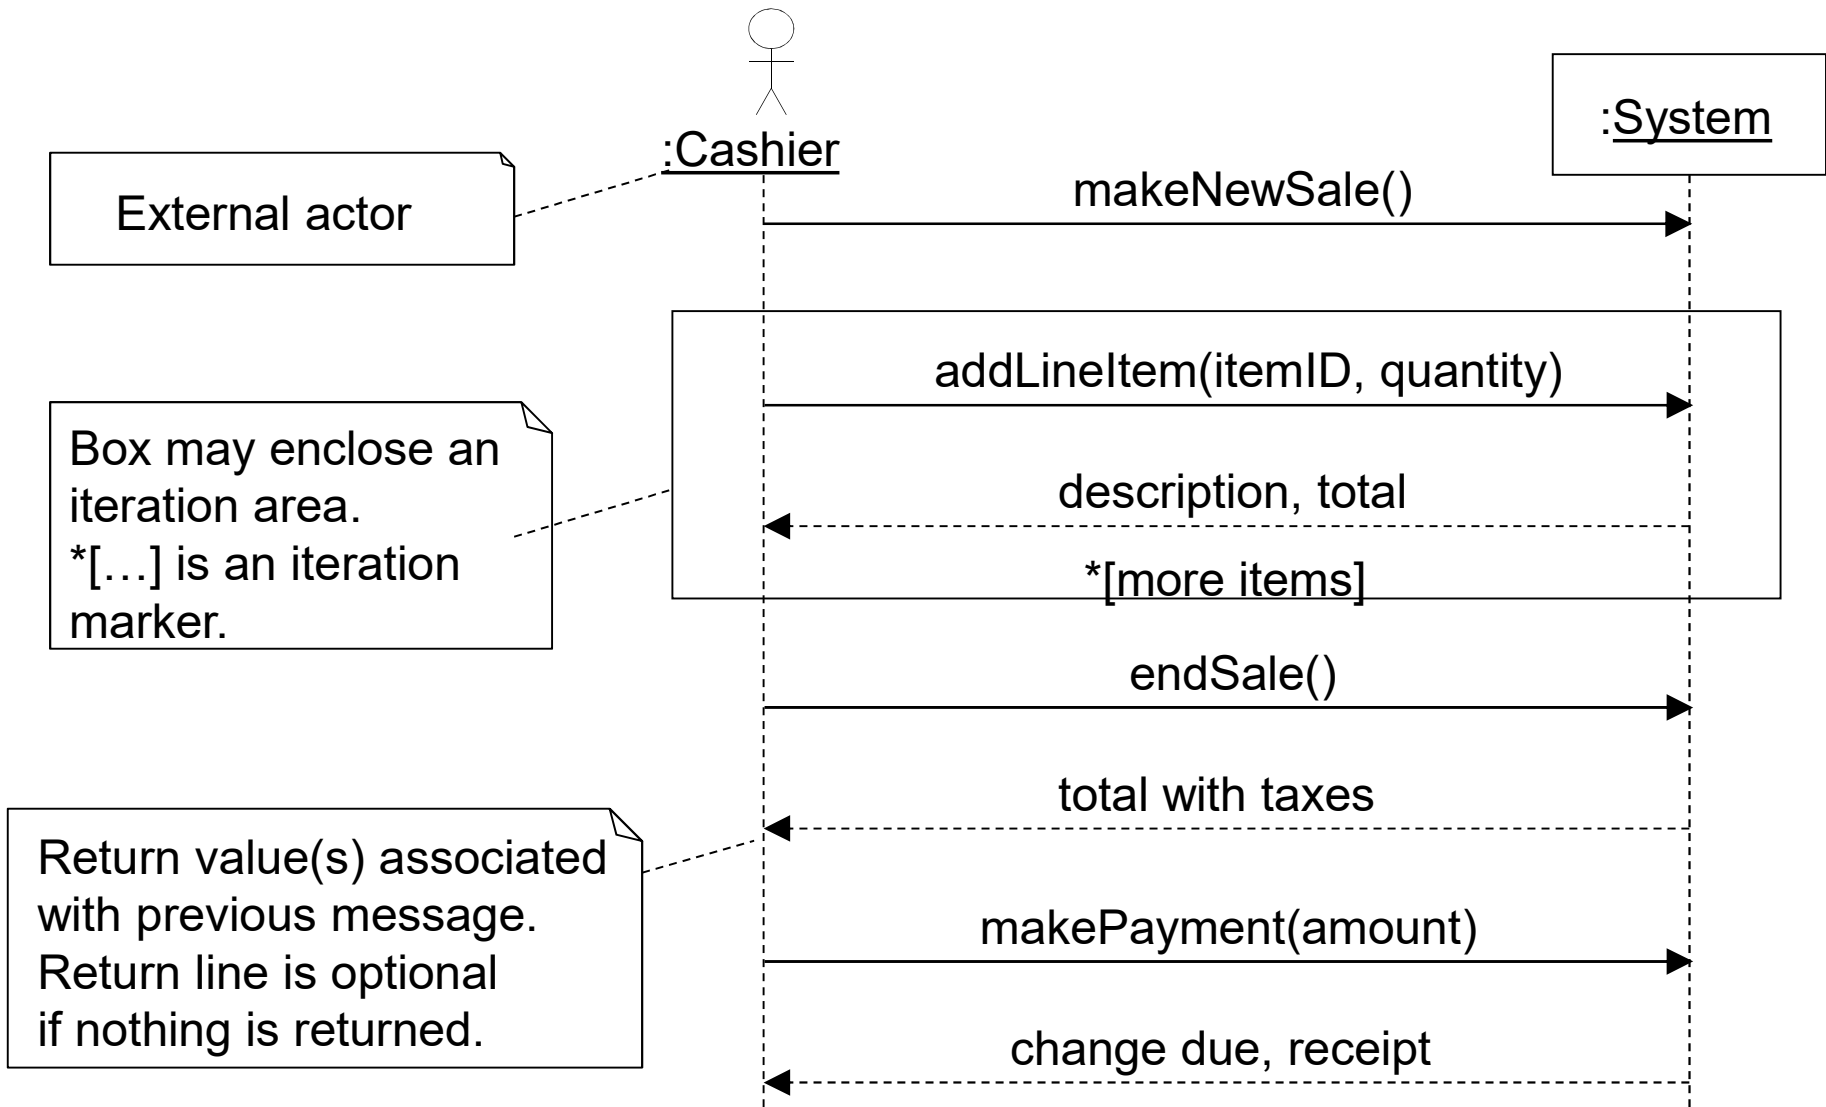 :Cashier
:System
External actor
makeNewSale()
addLineItem(itemID, quantity)
Box may enclose an
iteration area.
*[…] is an iteration
marker.
description, total
*[more items]
endSale()
total with taxes
Return value(s) associated
with previous message.
Return line is optional
if nothing is returned.
makePayment(amount)
change due, receipt